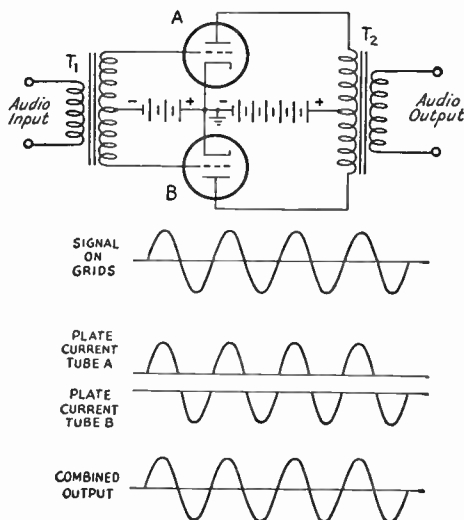 A
T1
T2
- +
- +
Audio
Input
Audio
Output
B
SIGNAL
ON
GRIDS
PLATE
CURRENT
TUBE A
PLATE
CURRENT
TUBE B
COMBINED
OUTPUT